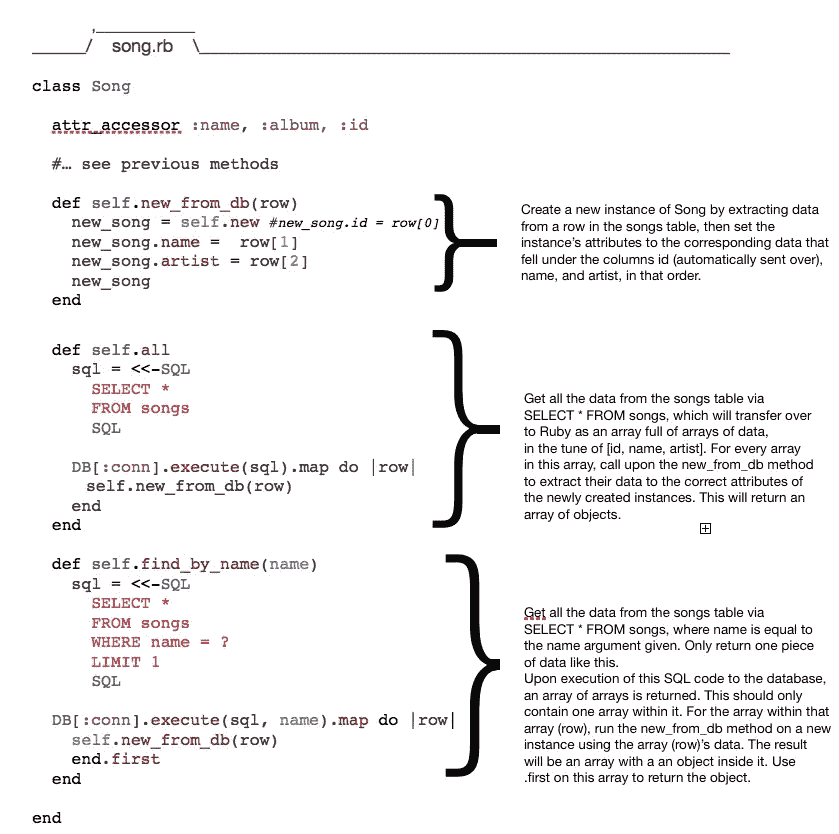 song.rb
class Song
attr_accessor :name, :album, :id
#… see previous methods
def self.new_from_db(row)
new_song = self.new #new_song.id = row[0]
new_song.name =  row[1]
new_song.artist = row[2]
new_song
end
Create a new instance of Song by extracting data
from a row in the songs table, then set the
instance's attributes to the corresponding data that
fell under the columns id (automatically sent over),
name, and artist, in that order.
def self.all
sql = <<-SQL
SELECT *
FROM songs
SQL
DB[:conn].execute(sql).map do |row|
self.new_from_db(row)
end
end
Get all the data from the songs table via
SELECT * FROM songs, which will transfer over
to Ruby as an array full of arrays of data,
in the tune of [id, name, artist]. For every array
in this array, call upon the new_from_db method
to extract their data to the correct attributes of
the newly created instances. This will return an
array of objects.
def self.find_by_name(name)
sql = <<-SQL
SELECT *
FROM songs
WHERE name = ?
LIMIT 1
SQL
DB[:conn].execute(sql, name).map do |row|
self.new_from_db(row)
end.first
end
Get all the data from the songs table via
SELECT * FROM songs, where name is equal to
the name argument given. Only return one piece
of data like this.
Upon execution of this SQL code to the database,
an array of arrays is returned. This should only
contain one array within it. For the array within that
array (row), run the new_from_db method on a new
instance using the array (row)'s data. The result
will be an array with a an object inside it. Use
.first on this array to return the object.
end